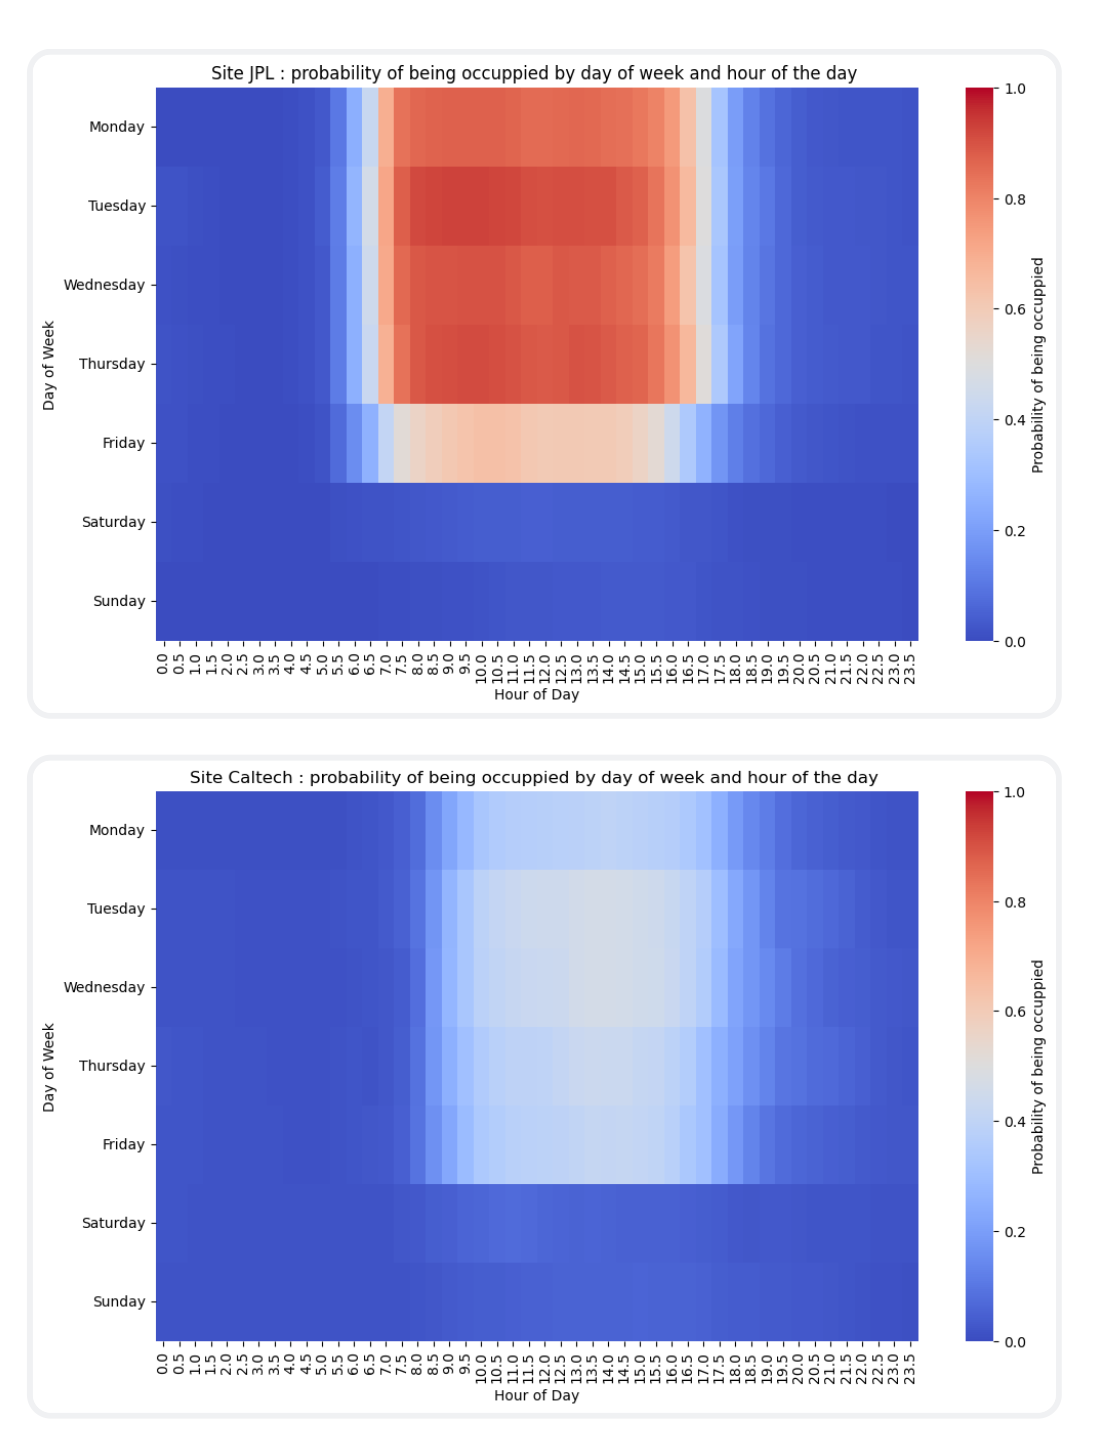 Site JPL : probability of being occuppied by day of week and hour of the day
Monday
Tuesday
Wednesday
Thursday
Friday
Saturday
Sunday
Day of Week
0.0 0.5 1.0 1.5 2.0 2.5 3.0 3.5 4.0 4.5 5.0 5.5 6.0 6.5 7.0 7.5 8.0 8.5 9.0 9.5 10.0 10.5 11.0 11.5 12.0 12.5 13.0 13.5 14.0 14.5 15.0 15.5 16.0 16.5 17.0 17.5 18.0 18.5 19.0 19.5 20.0 20.5 21.0 21.5 22.0 22.5 23.0 23.5
Hour of Day
1.0
0.8
0.6
0.4
0.2
0.0
Probability of being occuppied
Site Caltech : probability of being occuppied by day of week and hour of the day
Monday
Tuesday
Wednesday
Thursday
Friday
Saturday
Sunday
Day of Week
0.0 0.5 1.0 1.5 2.0 2.5 3.0 3.5 4.0 4.5 5.0 5.5 6.0 6.5 7.0 7.5 8.0 8.5 9.0 9.5 10.0 10.5 11.0 11.5 12.0 12.5 13.0 13.5 14.0 14.5 15.0 15.5 16.0 16.5 17.0 17.5 18.0 18.5 19.0 19.5 20.0 20.5 21.0 21.5 22.0 22.5 23.0 23.5
Hour of Day
1.0
0.8
0.6
0.4
0.2
0.0
Probability of being occuppied